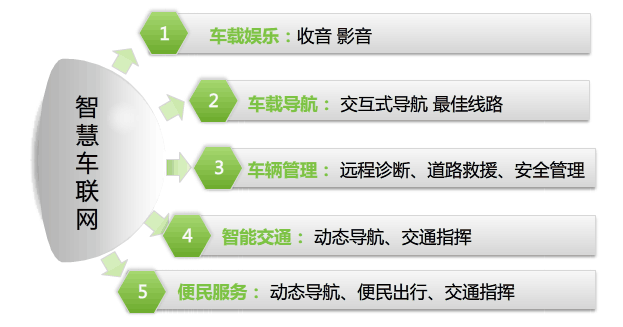 智慧车联网
1 车载娱乐：收音 影音
2 车载导航： 交互式导航 最佳线路
3 车辆管理： 远程诊断、道路救援、安全管理
4 智能交通： 动态导航、交通指挥
5 便民服务： 动态导航、便民出行、交通指挥